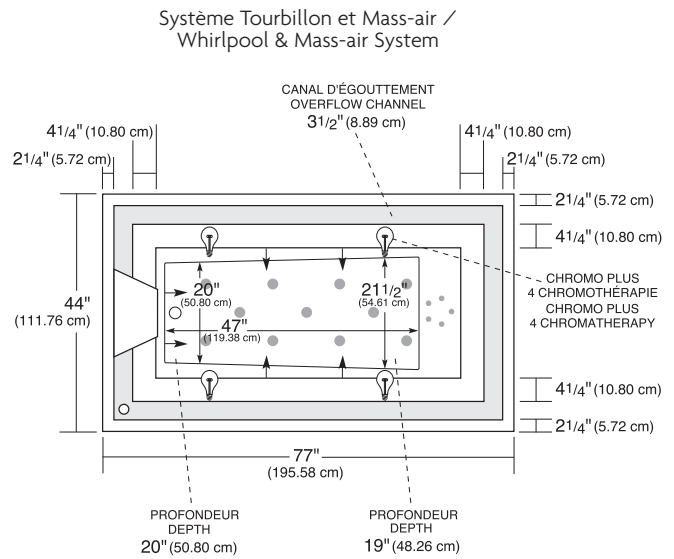 Système Tourbillon et Mass-air /
Whirlpool & Mass-air System
CANAL D'ÉGOUTTEMENT
OVERFLOW CHANNEL
31/2" (8.89 cm)
41/4" (10.80 cm)
41/4" (10.80 cm)
21/4" (5.72 cm)
21/4" (5.72 cm)
21/4" (5.72 cm)
41/4" (10.80 cm)
CHROMO PLUS
4 CHROMOTHÉRAPIE
CHROMO PLUS
4 CHROMATHERAPY
20"
(50.80 cm)
211/2"
(54.61 cm)
44"
(111.76 cm)
47"
(119.38 cm)
41/4" (10.80 cm)
21/4" (5.72 cm)
77"
(195.58 cm)
PROFONDEUR
DEPTH
20" (50.80 cm)
PROFONDEUR
DEPTH
19" (48.26 cm)